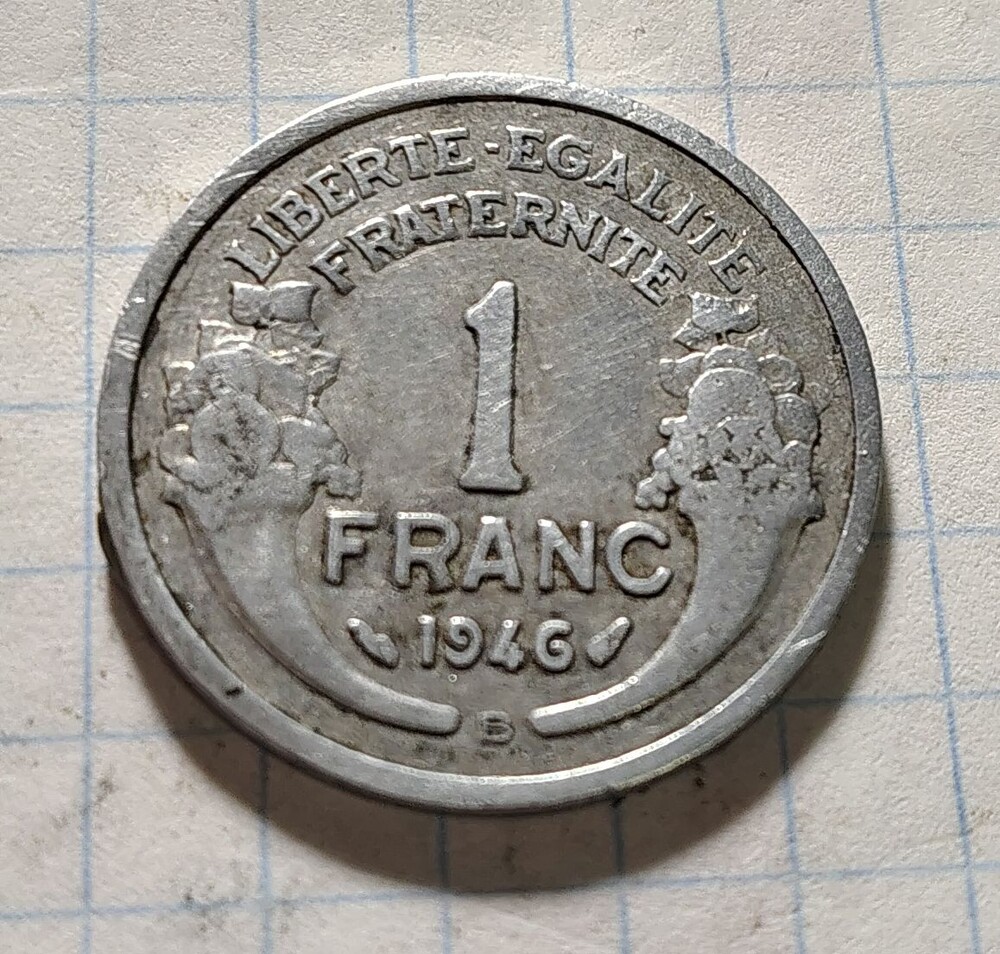 LIBERTE-EGALITE
FRATERNITE
1
FRANC
1946
B